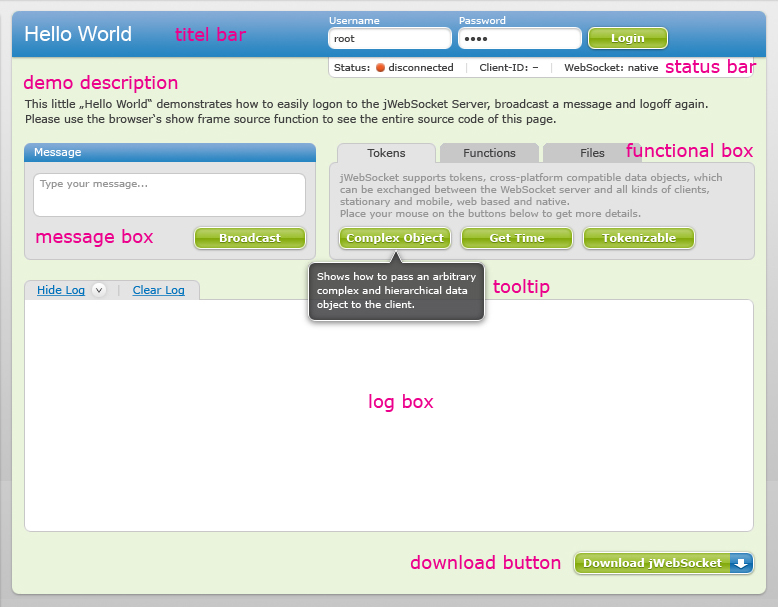 Hello World
titel bar
Username
Password
root
••••
Login
Status: disconnected | Client-ID: – | WebSocket: native
status bar
demo description
This little „Hello World“ demonstrates how to easily logon to the jWebSocket Server, broadcast a message and logoff again.
Please use the browser‘s show frame source function to see the entire source code of this page.
Message
Type your message...
message box
Broadcast
Tokens
Functions
Files
functional box
jWebSocket supports tokens, cross-platform compatible data objects, which
can be exchanged between the WebSocket server and all kinds of clients,
stationary and mobile, web based and native.
Place your mouse on the buttons below to get more details.
Complex Object
Get Time
Tokenizable
Shows how to pass an arbitrary
complex and hierarchical data
object to the client.
tooltip
Hide Log | Clear Log
log box
download button
Download jWebSocket